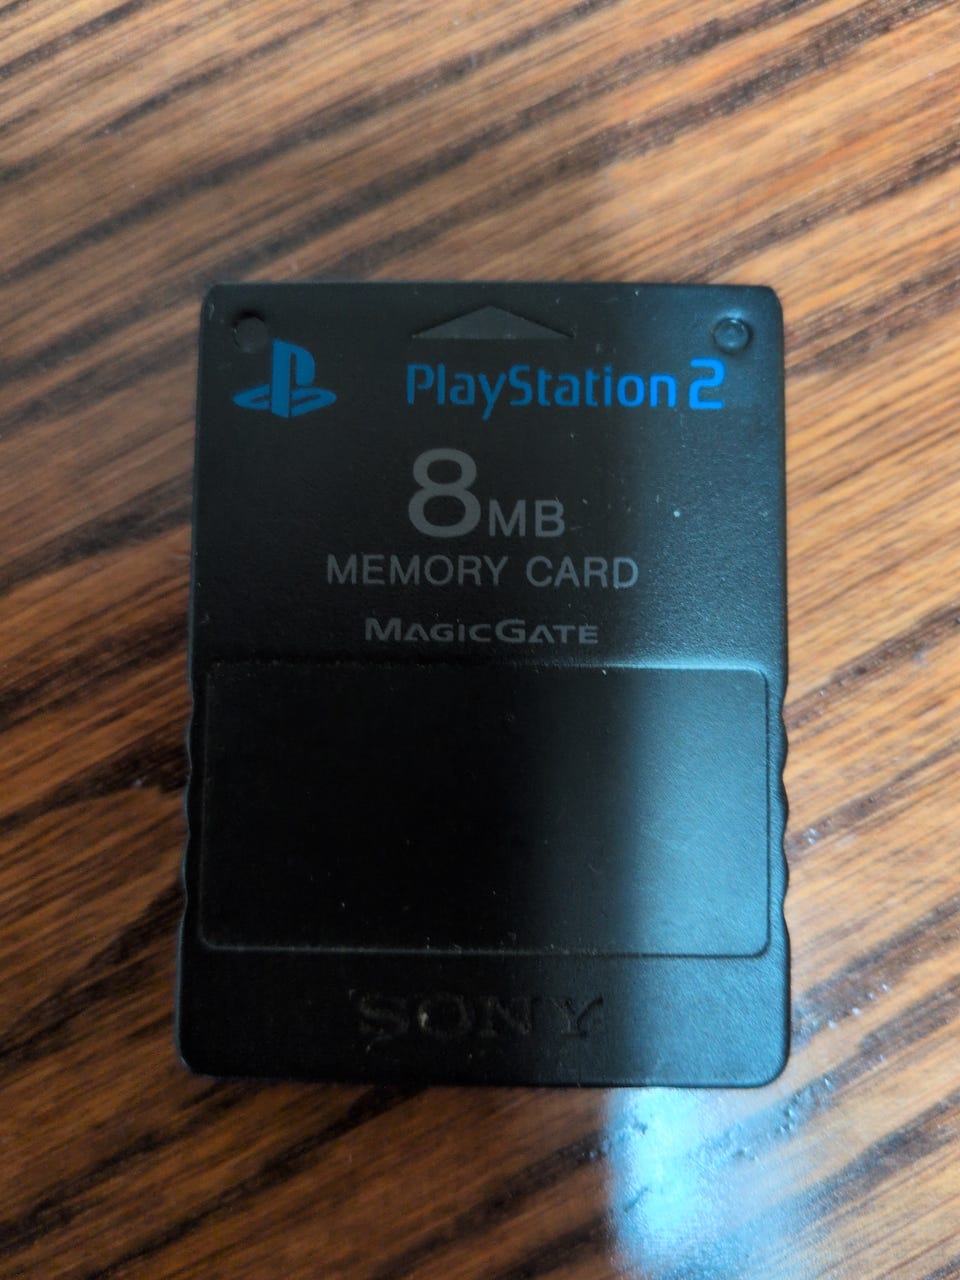 PlayStation 2
8MB
MEMORY CARD
MAGICGATE
SONY